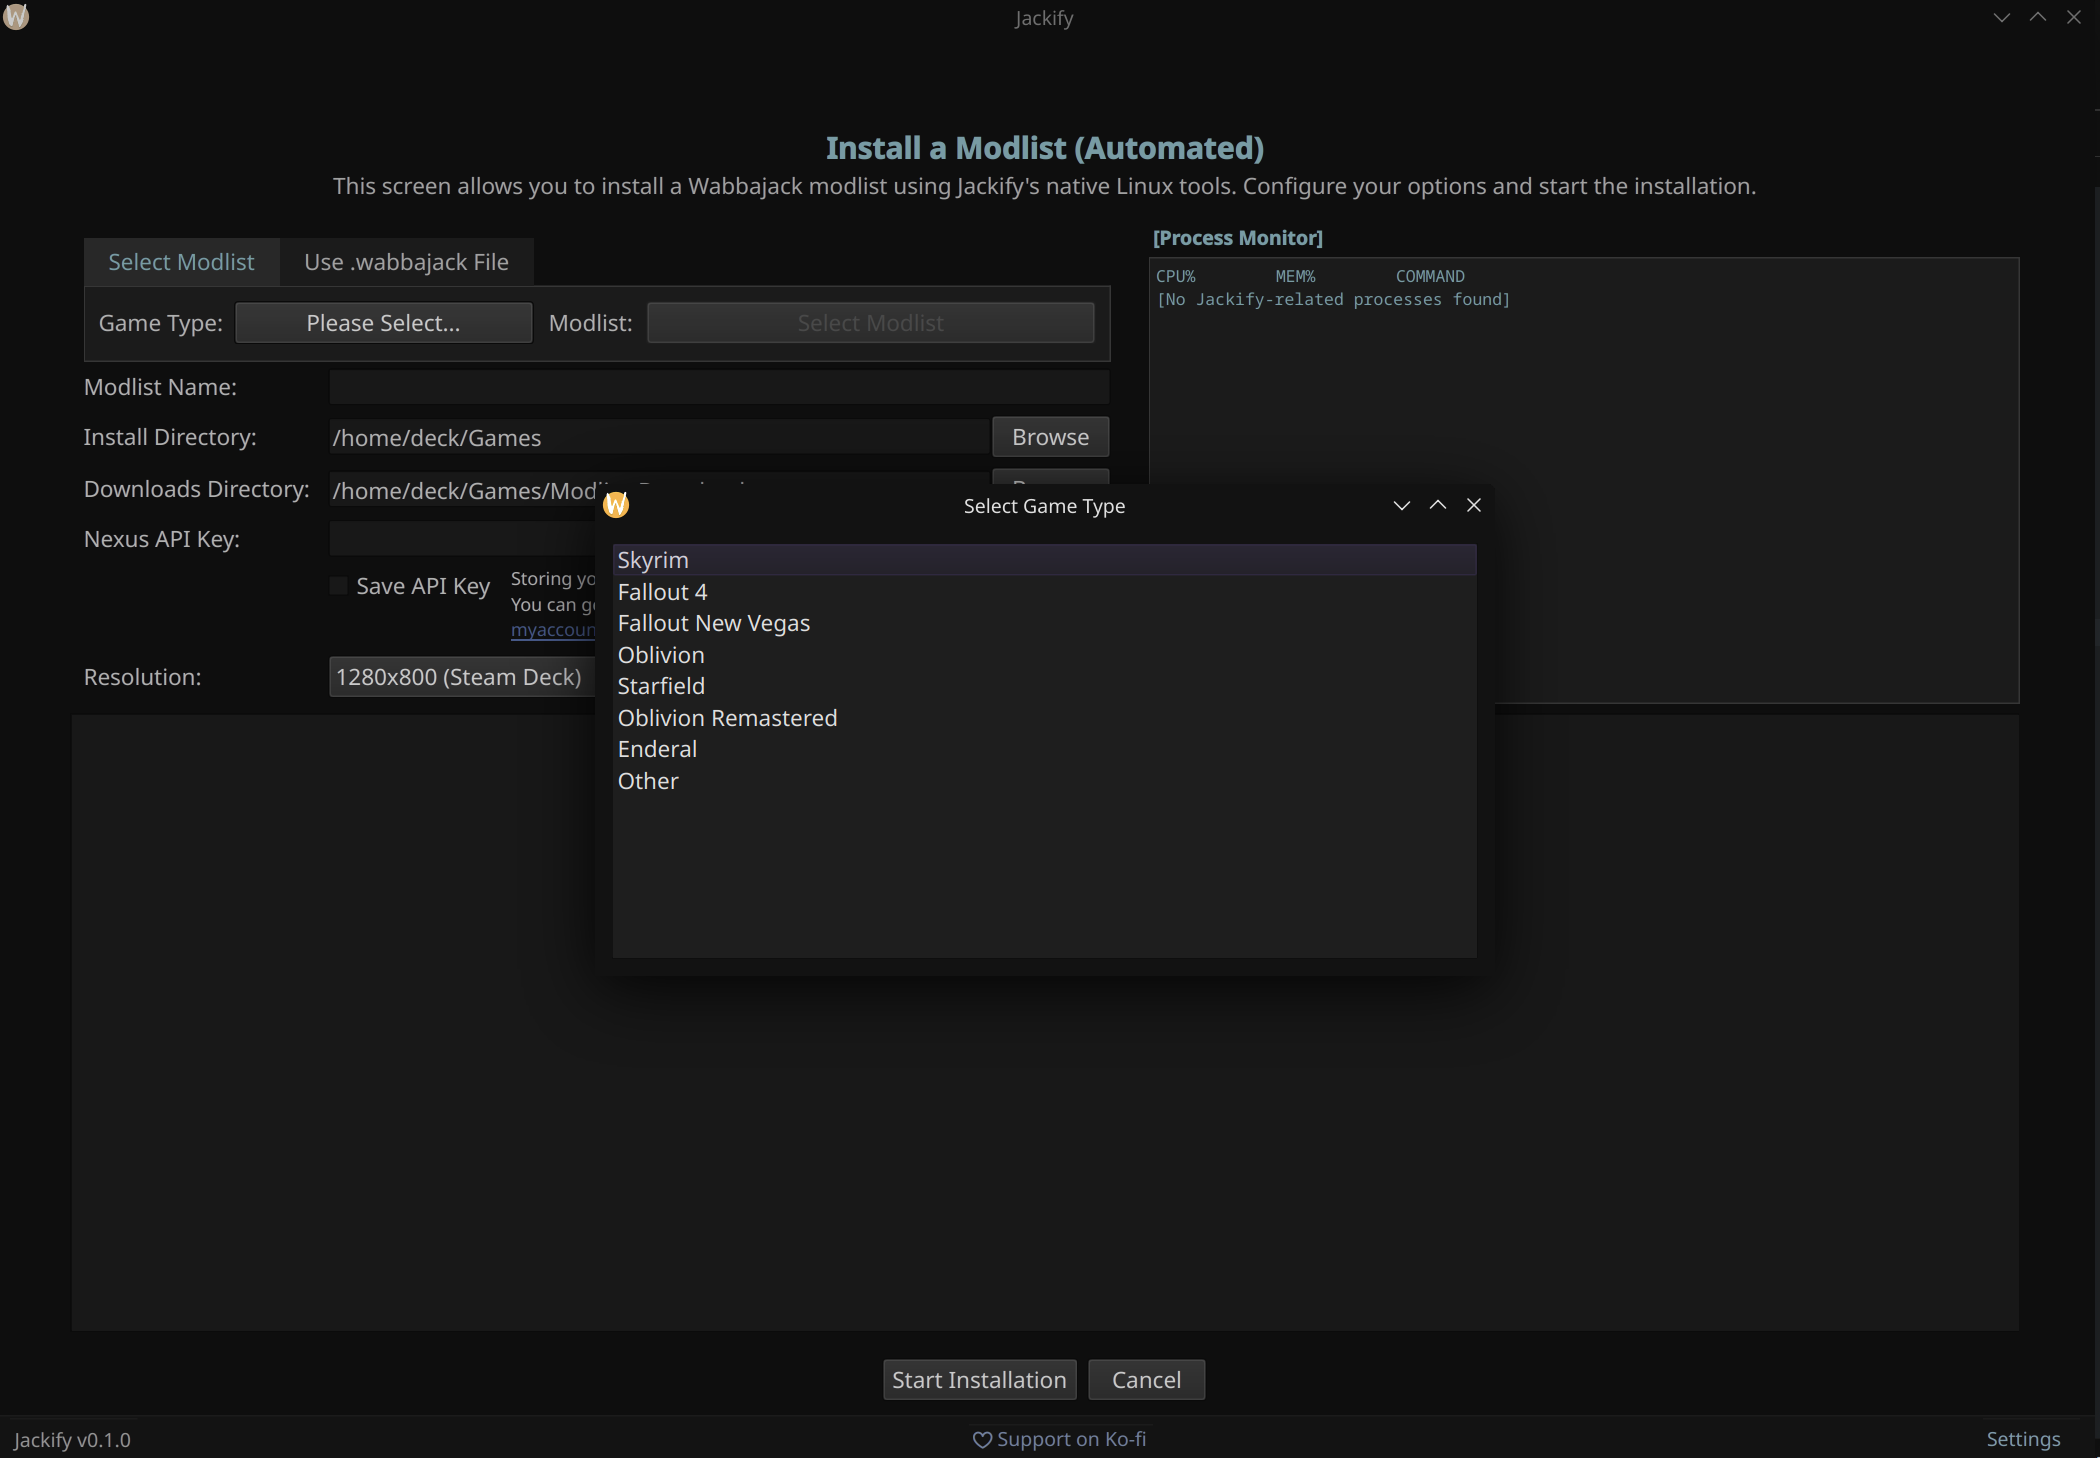 Jackify
Install a Modlist (Automated)
This screen allows you to install a Wabbajack modlist using Jackify's native Linux tools. Configure your options and start the installation.
Select Modlist
Use .wabbajack File
Game Type:
Please Select...
Modlist:
Select Modlist
Modlist Name:
Install Directory:
/home/deck/Games
Browse
Downloads Directory:
/home/deck/Games/Mod
Nexus API Key:
Save API Key
Storing yo
You can
myaccoun
Resolution:
1280x800 (Steam Deck)
[Process Monitor]
CPU% MEM% COMMAND
[No Jackify-related processes found]
W
Select Game Type
Skyrim
Fallout 4
Fallout New Vegas
Oblivion
Starfield
Oblivion Remastered
Enderal
Other
Start Installation
Cancel
Jackify v0.1.0
Support on Ko-fi
Settings